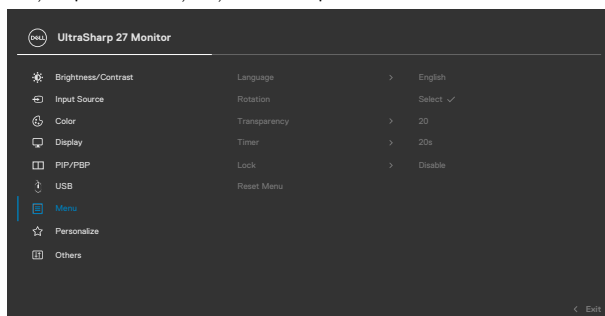 DELL
UltraSharp 27 Monitor
Brightness/Contrast Language > English
Input Source Rotation Select ✓
Color Transparency > 20
Display Timer > 20s
PIP/PBP Lock > Disable
USB Reset Menu
Menu
Personalize
Others
< Exit